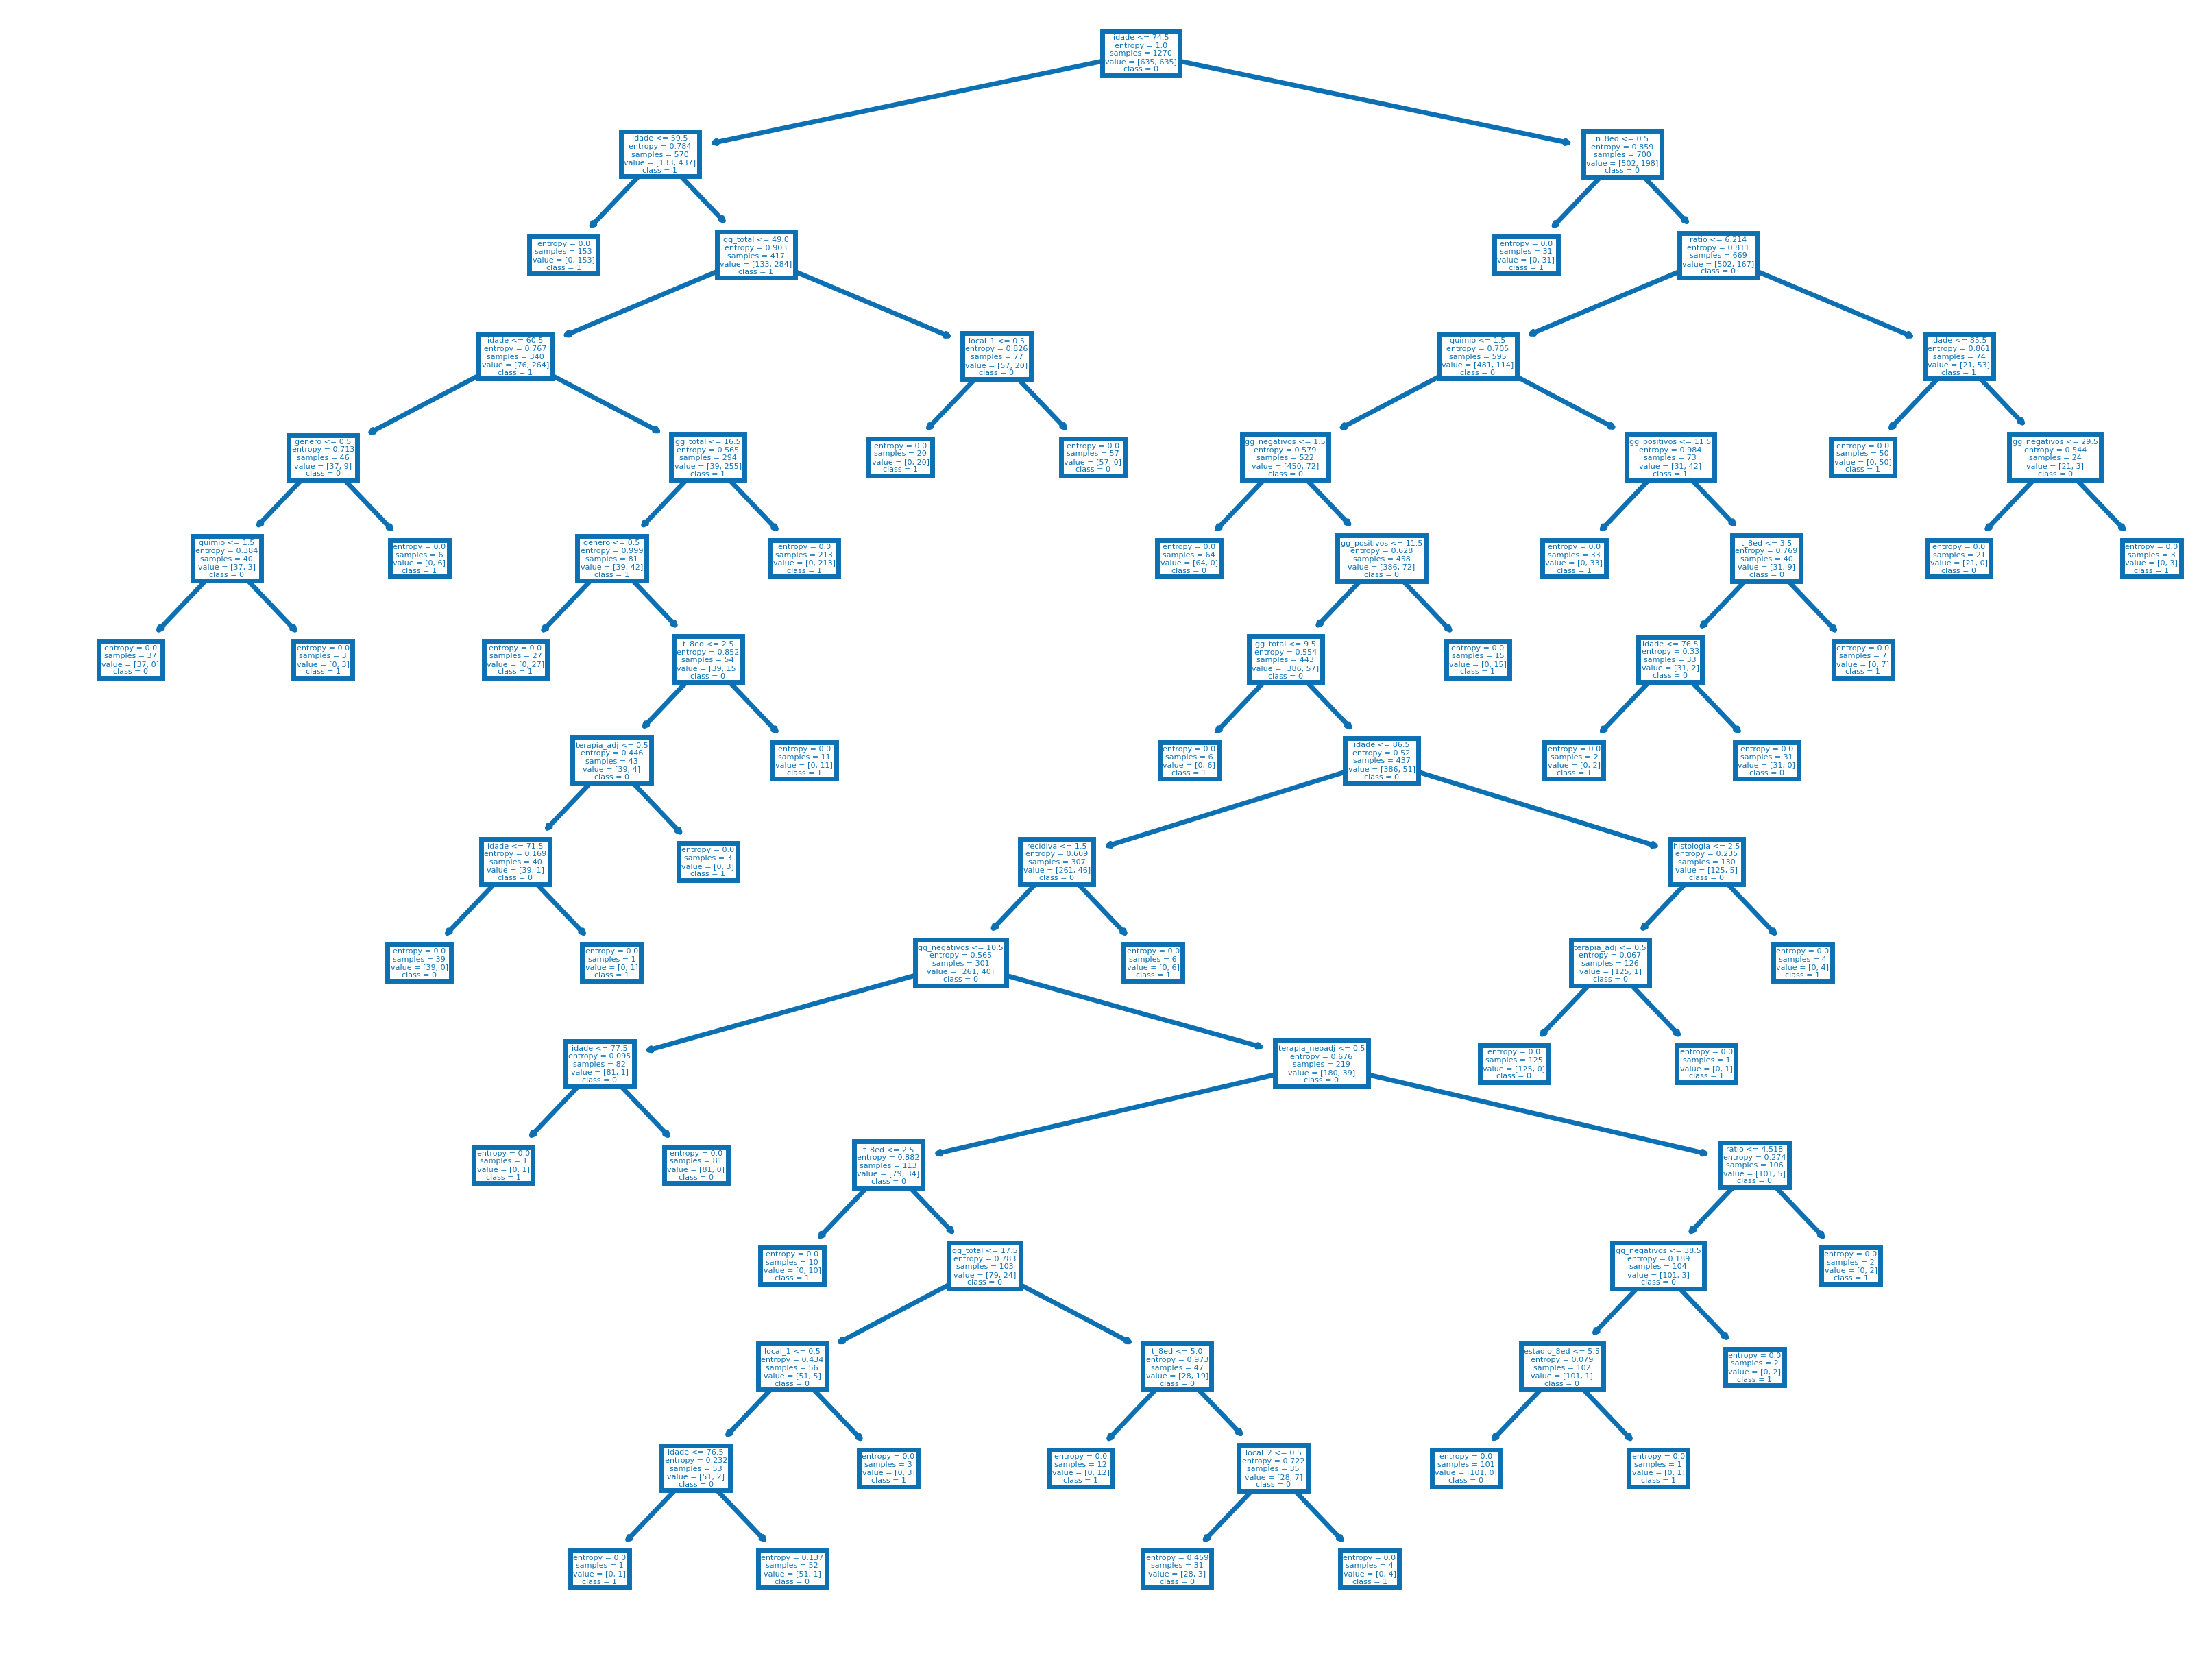 idade <= 74.5
entropy = 1.0
samples = 1270
value = [635, 635]
class = 0
idade <= 59.5
entropy = 0.784
samples = 570
value = [133, 437]
class = 1
n_8ed <= 0.5
entropy = 0.859
samples = 700
value = [502, 198]
class = 0
entropy = 0.0
samples = 153
value = [0, 153]
class = 1
gg_total <= 49.0
entropy = 0.903
samples = 417
value = [133, 284]
class = 1
entropy = 0.0
samples = 31
value = [0, 31]
class = 1
ratio <= 6.214
entropy = 0.811
samples = 669
value = [502, 167]
class = 0
idade <= 60.5
entropy = 0.767
samples = 340
value = [76, 264]
class = 1
local_1 <= 0.5
entropy = 0.826
samples = 77
value = [57, 20]
class = 0
quimio <= 1.5
entropy = 0.705
samples = 595
value = [481, 114]
class = 0
idade <= 85.5
entropy = 0.861
samples = 74
value = [21, 53]
class = 1
genero <= 0.5
entropy = 0.713
samples = 46
value = [37, 9]
class = 0
gg_total <= 16.5
entropy = 0.565
samples = 294
value = [39, 255]
class = 1
entropy = 0.0
samples = 20
value = [0, 20]
class = 1
entropy = 0.0
samples = 57
value = [57, 0]
class = 0
gg_negativos <= 1.5
entropy = 0.579
samples = 522
value = [450, 72]
class = 0
gg_positivos <= 11.5
entropy = 0.984
samples = 73
value = [31, 42]
class = 1
entropy = 0.0
samples = 50
value = [0, 50]
class = 1
gg_negativos <= 29.5
entropy = 0.544
samples = 24
value = [21, 3]
class = 0
quimio <= 1.5
entropy = 0.384
samples = 40
value = [37, 3]
class = 0
entropy = 0.0
samples = 6
value = [0, 6]
class = 1
genero <= 0.5
entropy = 0.999
samples = 81
value = [39, 42]
class = 1
entropy = 0.0
samples = 213
value = [0, 213]
class = 1
entropy = 0.0
samples = 64
value = [64, 0]
class = 0
gg_positivos <= 11.5
entropy = 0.628
samples = 458
value = [386, 72]
class = 0
entropy = 0.0
samples = 33
value = [0, 33]
class = 1
t_8ed <= 3.5
entropy = 0.769
samples = 40
value = [31, 9]
class = 0
entropy = 0.0
samples = 21
value = [21, 0]
class = 0
entropy = 0.0
samples = 3
value = [0, 3]
class = 1
entropy = 0.0
samples = 37
value = [37, 0]
class = 0
entropy = 0.0
samples = 3
value = [0, 3]
class = 1
entropy = 0.0
samples = 27
value = [0, 27]
class = 1
t_8ed <= 2.5
entropy = 0.852
samples = 54
value = [39, 15]
class = 0
gg_total <= 9.5
entropy = 0.554
samples = 443
value = [386, 57]
class = 0
entropy = 0.0
samples = 15
value = [0, 15]
class = 1
idade <= 76.5
entropy = 0.33
samples = 33
value = [31, 2]
class = 0
entropy = 0.0
samples = 7
value = [0, 7]
class = 1
terapia_adj <= 0.5
entropy = 0.446
samples = 43
value = [39, 4]
class = 0
entropy = 0.0
samples = 11
value = [0, 11]
class = 1
entropy = 0.0
samples = 6
value = [0, 6]
class = 1
idade <= 86.5
entropy = 0.52
samples = 437
value = [386, 51]
class = 0
entropy = 0.0
samples = 2
value = [0, 2]
class = 1
entropy = 0.0
samples = 31
value = [31, 0]
class = 0
idade <= 71.5
entropy = 0.169
samples = 40
value = [39, 1]
class = 0
entropy = 0.0
samples = 3
value = [0, 3]
class = 1
recidiva <= 1.5
entropy = 0.609
samples = 307
value = [261, 46]
class = 0
histologia <= 2.5
entropy = 0.235
samples = 130
value = [125, 5]
class = 0
entropy = 0.0
samples = 39
value = [39, 0]
class = 0
entropy = 0.0
samples = 1
value = [0, 1]
class = 1
gg_negativos <= 10.5
entropy = 0.565
samples = 301
value = [261, 40]
class = 0
entropy = 0.0
samples = 6
value = [0, 6]
class = 1
terapia_adj <= 0.5
entropy = 0.067
samples = 126
value = [125, 1]
class = 0
entropy = 0.0
samples = 4
value = [0, 4]
class = 1
idade <= 77.5
entropy = 0.095
samples = 82
value = [81, 1]
class = 0
terapia_neoadj <= 0.5
entropy = 0.676
samples = 219
value = [180, 39]
class = 0
entropy = 0.0
samples = 125
value = [125, 0]
class = 0
entropy = 0.0
samples = 1
value = [0, 1]
class = 1
entropy = 0.0
samples = 1
value = [0, 1]
class = 1
entropy = 0.0
samples = 81
value = [81, 0]
class = 0
t_8ed <= 2.5
entropy = 0.882
samples = 113
value = [79, 34]
class = 0
ratio <= 4.518
entropy = 0.274
samples = 106
value = [101, 5]
class = 0
entropy = 0.0
samples = 10
value = [0, 10]
class = 1
gg_total <= 17.5
entropy = 0.783
samples = 103
value = [79, 24]
class = 0
gg_negativos <= 38.5
entropy = 0.189
samples = 104
value = [101, 3]
class = 0
entropy = 0.0
samples = 2
value = [0, 2]
class = 1
local_1 <= 0.5
entropy = 0.434
samples = 56
value = [51, 5]
class = 0
t_8ed <= 5.0
entropy = 0.973
samples = 47
value = [28, 19]
class = 0
estadio_8ed <= 5.5
entropy = 0.079
samples = 102
value = [101, 1]
class = 0
entropy = 0.0
samples = 2
value = [0, 2]
class = 1
idade <= 76.5
entropy = 0.232
samples = 53
value = [51, 2]
class = 0
entropy = 0.0
samples = 3
value = [0, 3]
class = 1
entropy = 0.0
samples = 12
value = [0, 12]
class = 1
local_2 <= 0.5
entropy = 0.722
samples = 35
value = [28, 7]
class = 0
entropy = 0.0
samples = 101
value = [101, 0]
class = 0
entropy = 0.0
samples = 1
value = [0, 1]
class = 1
entropy = 0.0
samples = 1
value = [0, 1]
class = 1
entropy = 0.137
samples = 52
value = [51, 1]
class = 0
entropy = 0.459
samples = 31
value = [28, 3]
class = 0
entropy = 0.0
samples = 4
value = [0, 4]
class = 1